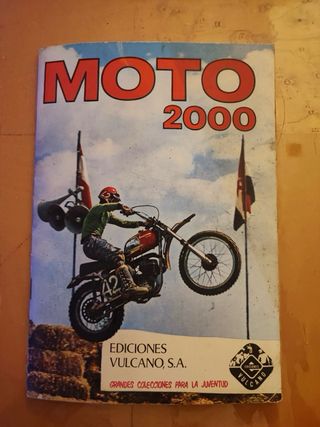 MOTO
2000
42
EDICIONES
VULCANO, S.A.
GRANDES COLECCIONES PARA LA JUVENTUD
VULCANO